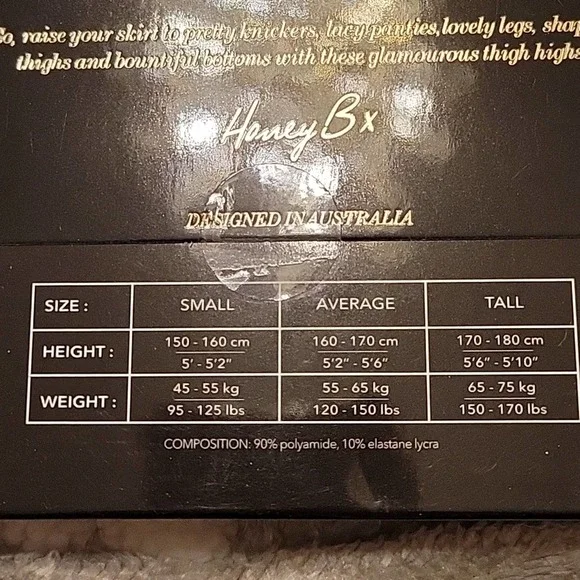 So, raise your skirt to pretty knickers, lacy panties, lovely legs,
thighs and bountiful bottoms with these glamourous thigh highs
Honey B x
DESIGNED IN AUSTRALIA
SIZE : SMALL AVERAGE TALL
HEIGHT : 150 - 160 cm 160 - 170 cm 170 - 180 cm
5' - 5'2" 5'2" - 5'6" 5'6" - 5'10"
WEIGHT : 45 - 55 kg 55 - 65 kg 65 - 75 kg
95 - 125 lbs 120 - 150 lbs 150 - 170 lbs
COMPOSITION: 90% polyamide, 10% elastane lycra